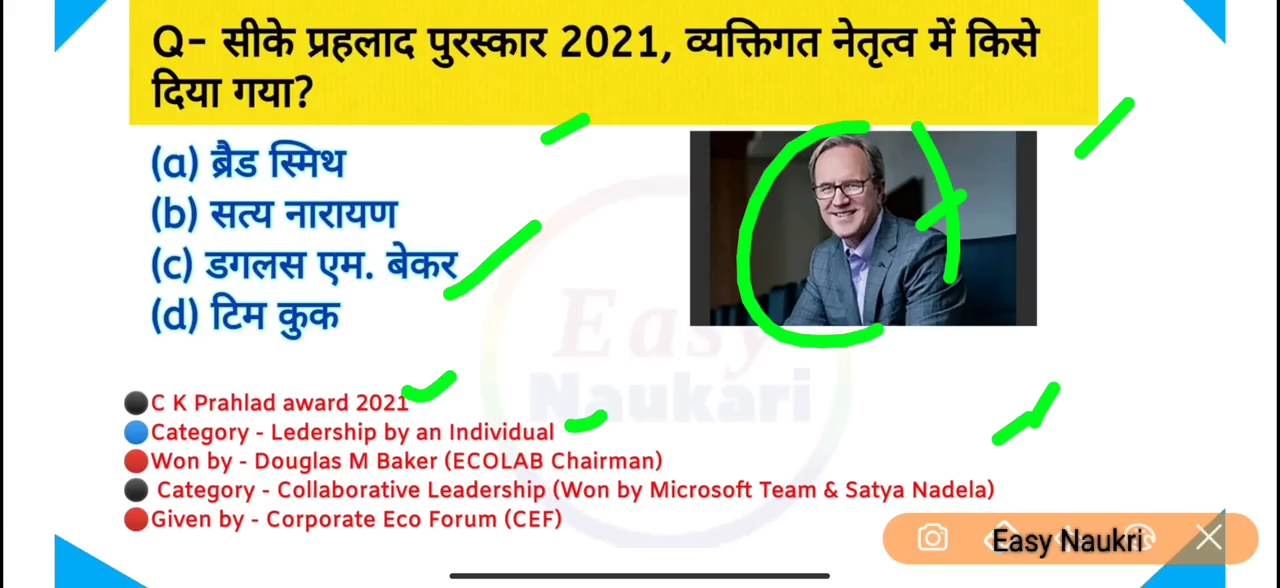 Q- सीके प्रहलाद पुरस्कार 2021, व्यक्तिगत नेतृत्व में किसे
दिया गया?
(a) ब्रैड स्मिथ
(b) सत्य नारायण
(c) डगलस एम. बेकर
(d) टिम कुक
Easy
Naukari
C K Prahlad award 2021
Category - Ledership by an Individual
Won by - Douglas M Baker (ECOLAB Chairman)
Category - Collaborative Leadership (Won by Microsoft Team & Satya Nadela)
Given by - Corporate Eco Forum (CEF)
Easy Naukri